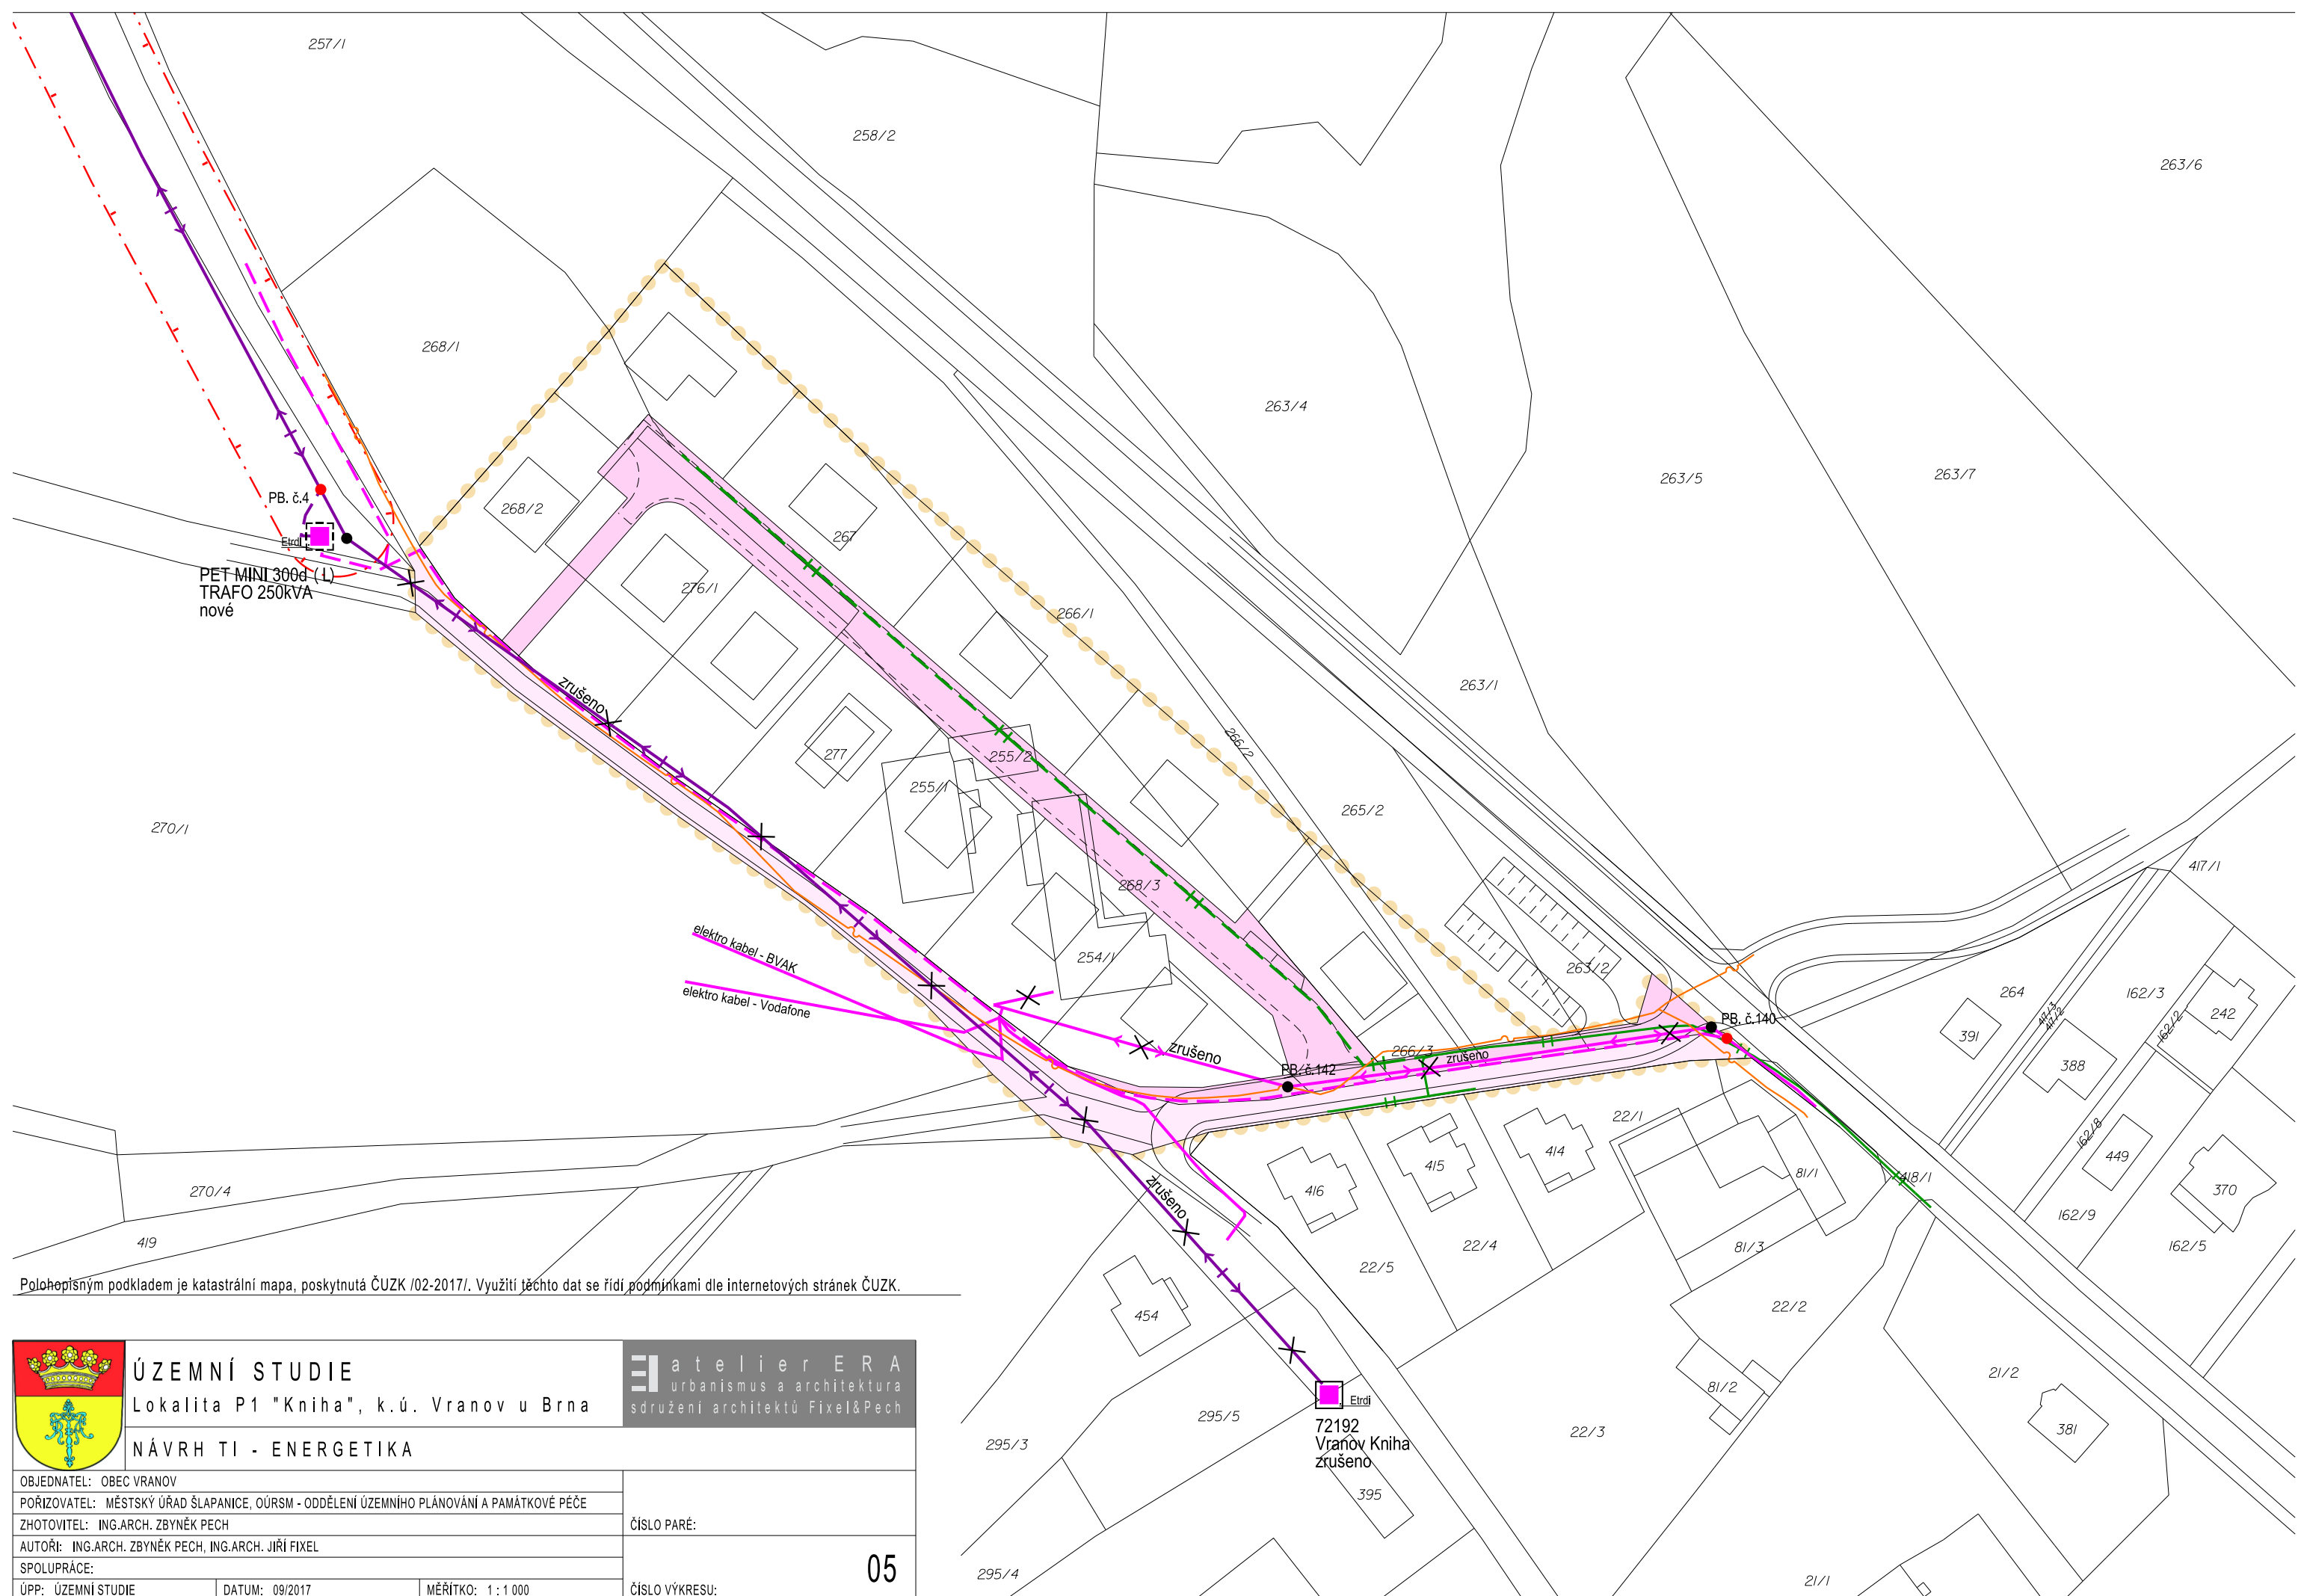 257/1
258/2
263/6
268/1
263/4
263/5
263/7
PB. č.4
268/2
267
Etrdi
PET MINI 300d ( L)
TRAFO 250kVA
nové
276/1
266/1
zrušeno
263/1
266/2
277
255/2
255/1
265/2
270/1
268/3
417/1
elektro kabel - BVAK
254/1
263/2
elektro kabel - Vodafone
264
162/3
417/3
417/2
162/2
242
391
PB. č.140
zrušeno
266/3
zrušeno
PB. č.142
388
22/1
162/8
449
415
414
81/1
416
418/1
370
270/4
zrušeno
162/9
419
22/4
81/3
162/5
22/5
Polohopisným podkladem je katastrální mapa, poskytnutá ČUZK /02-2017/. Využití těchto dat se řídí podmínkami dle internetových stránek ČUZK.
454
22/2
21/2
81/2
Etrdi
295/5
72192
Vranov Kniha
zrušeno
295/3
22/3
381
395
295/4
21/1
ÚZEMNÍ STUDIE
Lokalita P1 "Kniha", k.ú. Vranov u Brna
atelier ERA
urbanismus a architektura
sdružení architektů Fixel&Pech
NÁVRH TI - ENERGETIKA
OBJEDNATEL: OBEC VRANOV
POŘIZOVATEL: MĚSTSKÝ ÚŘAD ŠLAPANICE, OÚRSM - ODDĚLENÍ ÚZEMNÍHO PLÁNOVÁNÍ A PAMÁTKOVÉ PÉČE
ZHOTOVITEL: ING.ARCH. ZBYNĚK PECH
ČÍSLO PARÉ:
AUTOŘI: ING.ARCH. ZBYNĚK PECH, ING.ARCH. JIŘÍ FIXEL
SPOLUPRÁCE:
05
ÚPP: ÚZEMNÍ STUDIE
DATUM: 09/2017
MĚŘÍTKO: 1 : 1 000
ČÍSLO VÝKRESU: